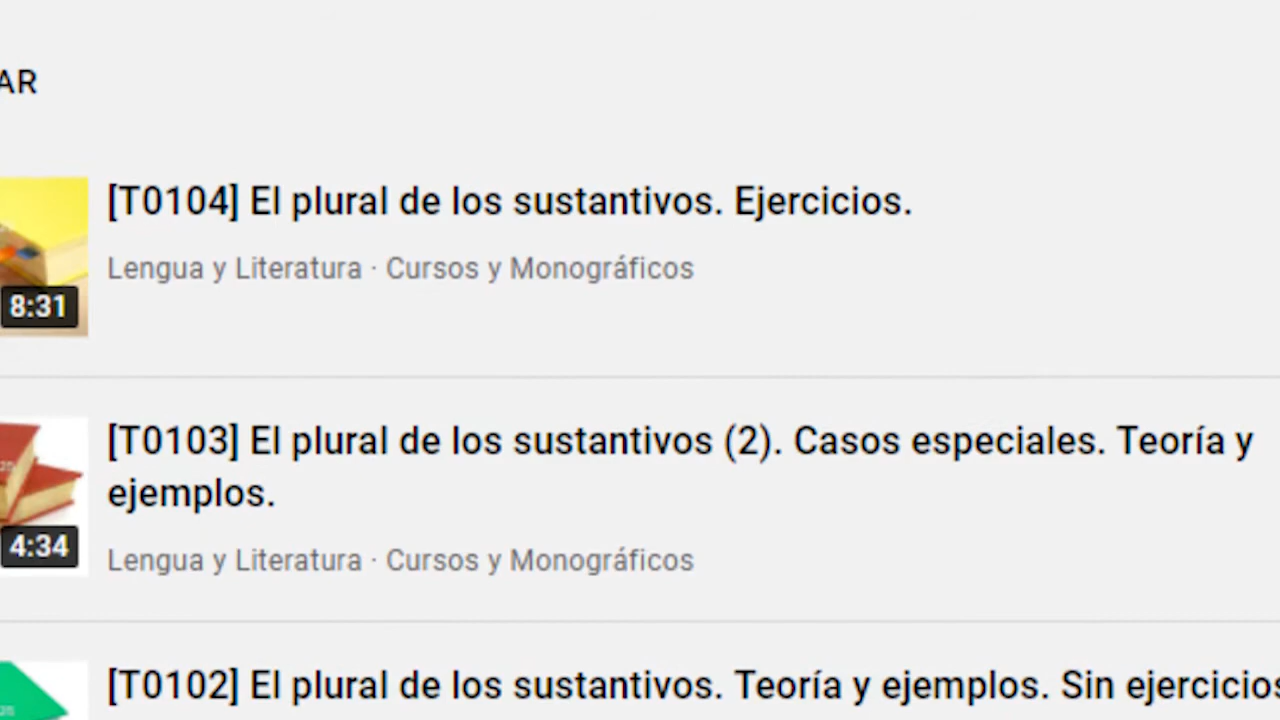 AR
[T0104] El plural de los sustantivos. Ejercicios.
Lengua y Literatura · Cursos y Monográficos
8:31
[T0103] El plural de los sustantivos (2). Casos especiales. Teoría y
ejemplos.
Lengua y Literatura · Cursos y Monográficos
4:34
[T0102] El plural de los sustantivos. Teoría y ejemplos. Sin ejercicios